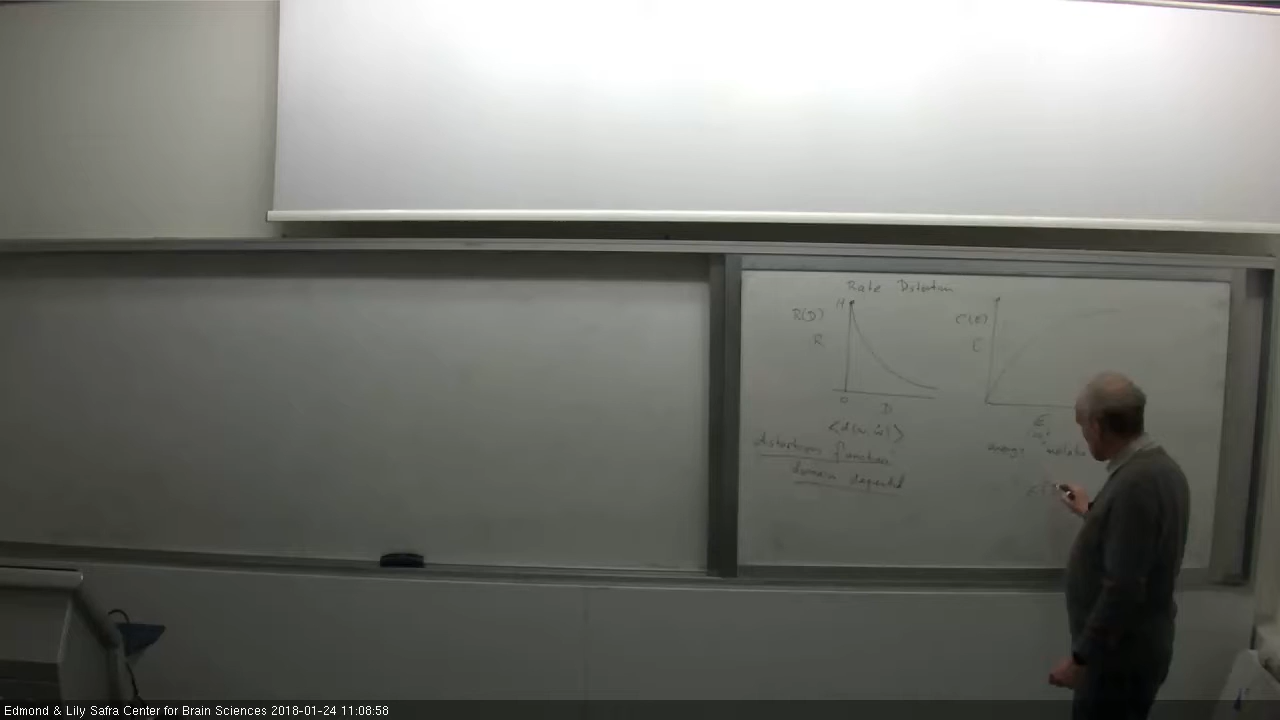 Rate Distortion
R(D)
H
R
0
D
<d(x, x̂)>
distortion function
domain dependent
C(E)
C
E
energy
Edmond & Lily Safra Center for Brain Sciences 2018-01-24 11:08:58